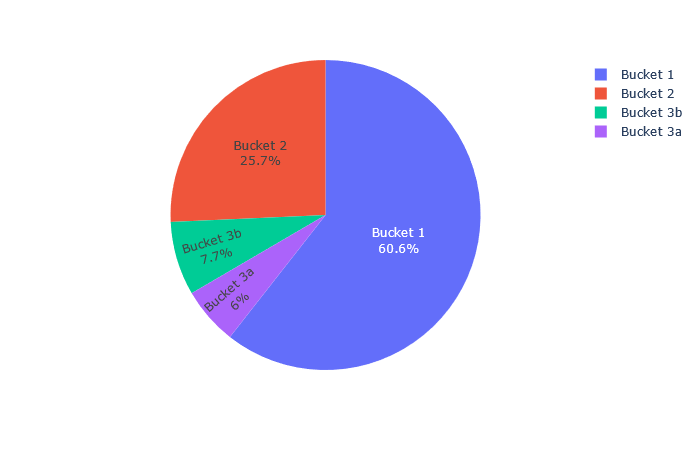 Bucket 1
Bucket 2
Bucket 3b
Bucket 3a
Bucket 2
25.7%
Bucket 1
60.6%
Bucket 3b
7.7%
Bucket 3a
6%